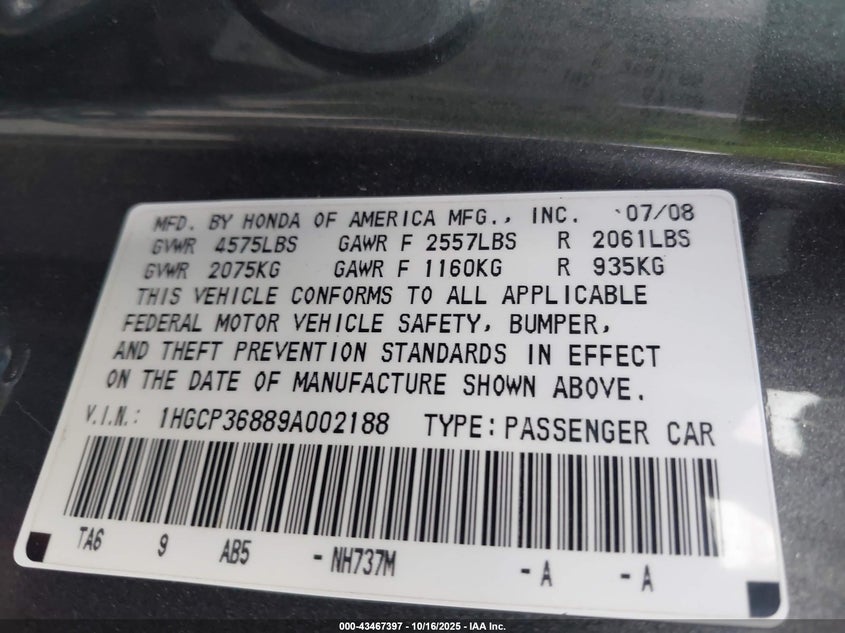 MFD. BY HONDA OF AMERICA MFG., INC. 07/08
GVWR 4575LBS GAWR F 2557LBS R 2061LBS
GVWR 2075KG GAWR F 1160KG R 935KG
THIS VEHICLE CONFORMS TO ALL APPLICABLE
FEDERAL MOTOR VEHICLE SAFETY, BUMPER,
AND THEFT PREVENTION STANDARDS IN EFFECT
ON THE DATE OF MANUFACTURE SHOWN ABOVE.
V.I.N.: 1HGCP36889A002188 TYPE: PASSENGER CAR
TA6 9 AB5 - NH737M - A - A
000-43467397 - 10/16/2025 - IAA Inc.